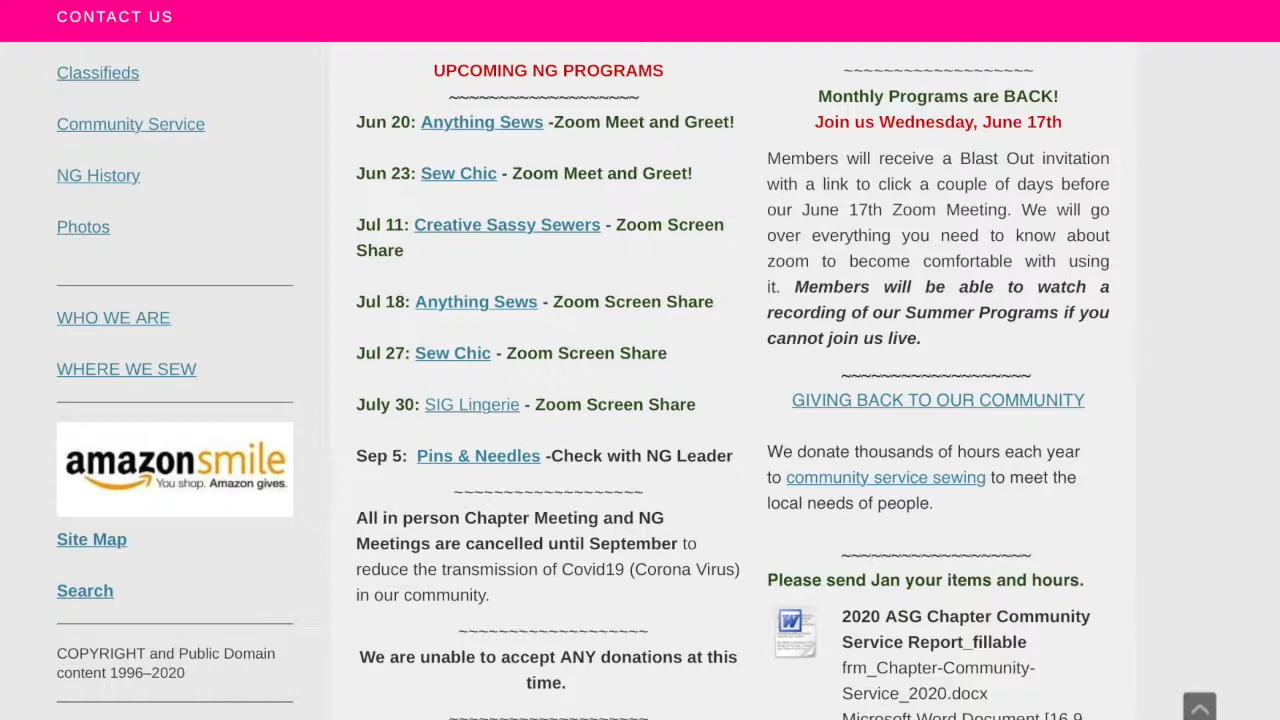 CONTACT US
Classifieds
Community Service
NG History
Photos
WHO WE ARE
WHERE WE SEW
amazonsmile
You shop. Amazon gives.
Site Map
Search
COPYRIGHT and Public Domain
content 1996–2020
UPCOMING NG PROGRAMS
~~~~~~~~~~~~~~~~~~~
Jun 20: Anything Sews -Zoom Meet and Greet!
Jun 23: Sew Chic - Zoom Meet and Greet!
Jul 11: Creative Sassy Sewers - Zoom Screen
Share
Jul 18: Anything Sews - Zoom Screen Share
Jul 27: Sew Chic - Zoom Screen Share
July 30: SIG Lingerie - Zoom Screen Share
Sep 5:  Pins & Needles -Check with NG Leader
~~~~~~~~~~~~~~~~~~~
All in person Chapter Meeting and NG
Meetings are cancelled until September to
reduce the transmission of Covid19 (Corona Virus)
in our community.
~~~~~~~~~~~~~~~~~~~
We are unable to accept ANY donations at this
time.
~~~~~~~~~~~~~~~~~~~
~~~~~~~~~~~~~~~~~~~
Monthly Programs are BACK!
Join us Wednesday, June 17th
Members will receive a Blast Out invitation
with a link to click a couple of days before
our June 17th Zoom Meeting. We will go
over everything you need to know about
zoom to become comfortable with using
it. Members will be able to watch a
recording of our Summer Programs if you
cannot join us live.
~~~~~~~~~~~~~~~~~~~
GIVING BACK TO OUR COMMUNITY
We donate thousands of hours each year
to community service sewing to meet the
local needs of people.
~~~~~~~~~~~~~~~~~~~
Please send Jan your items and hours.
2020 ASG Chapter Community
Service Report_fillable
frm_Chapter-Community-
Service_2020.docx
Microsoft Word Document [16.9